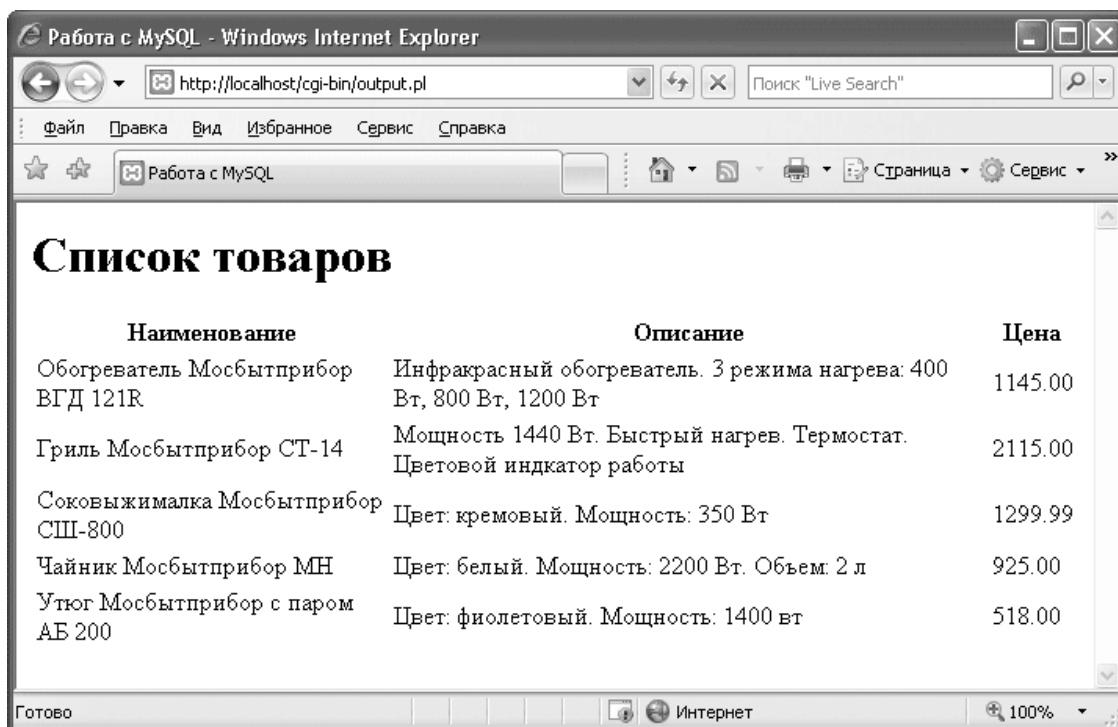 Работа с MySQL - Windows Internet Explorer
http://localhost/cgi-bin/output.pl
Поиск "Live Search"
Файл Правка Вид Избранное Сервис Справка
Работа с MySQL
Страница Сервис »
Список товаров
Наименование Описание Цена
Обогреватель Мосбытприбор Инфракрасный обогреватель. 3 режима нагрева: 400 1145.00
ВГД 121R Вт, 800 Вт, 1200 Вт
Гриль Мосбытприбор СТ-14 Мощность 1440 Вт. Быстрый нагрев. Термостат. 2115.00
Цветовой индкатор работы
Соковыжималка Мосбытприбор Цвет: кремовый. Мощность: 350 Вт 1299.99
СШ-800
Чайник Мосбытприбор МН Цвет: белый. Мощность: 2200 Вт. Объем: 2 л 925.00
Утюг Мосбытприбор с паром Цвет: фиолетовый. Мощность: 1400 вт 518.00
АБ 200
Готово Интернет 100%